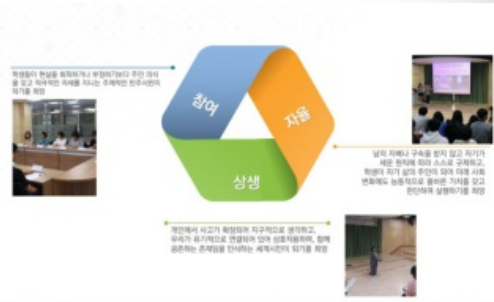 학생들이 현실을 회피하거나 부정하기보다 주인 의식
을 갖고 적극적인 자세를 지니는 주체적인 민주시민이
되기를 희망
참여
자율
상생
남의 지배나 구속을 받지 않고 자기가
세운 원칙에 따라 스스로 규제하고,
학생이 자기 삶의 주인이 되어 미래 사회
변화에도 능동적으로 올바른 가치를 갖고
판단하며 실행하기를 희망
개인에서 사고가 확장되어 지구적으로 생각하고,
우리가 유기적으로 연결되어 있어 상호작용하며, 함께
공존하는 존재임을 인식하는 세계시민이 되기를 희망